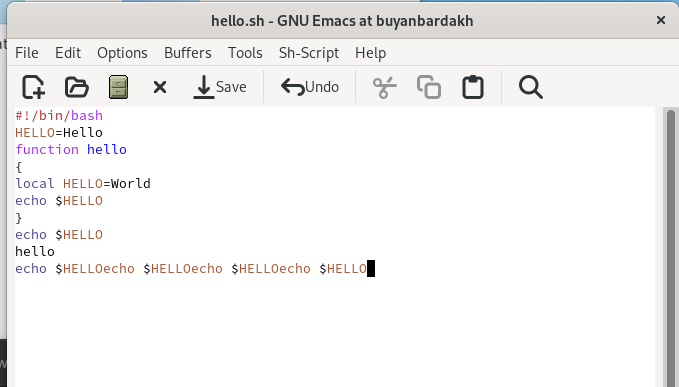 hello.sh - GNU Emacs at buyanbardakh
File Edit Options Buffers Tools Sh-Script Help
Save Undo
#!/bin/bash
HELLO=Hello
function hello
{
local HELLO=World
echo $HELLO
}
echo $HELLO
hello
echo $HELLOecho $HELLOecho $HELLOecho $HELLO